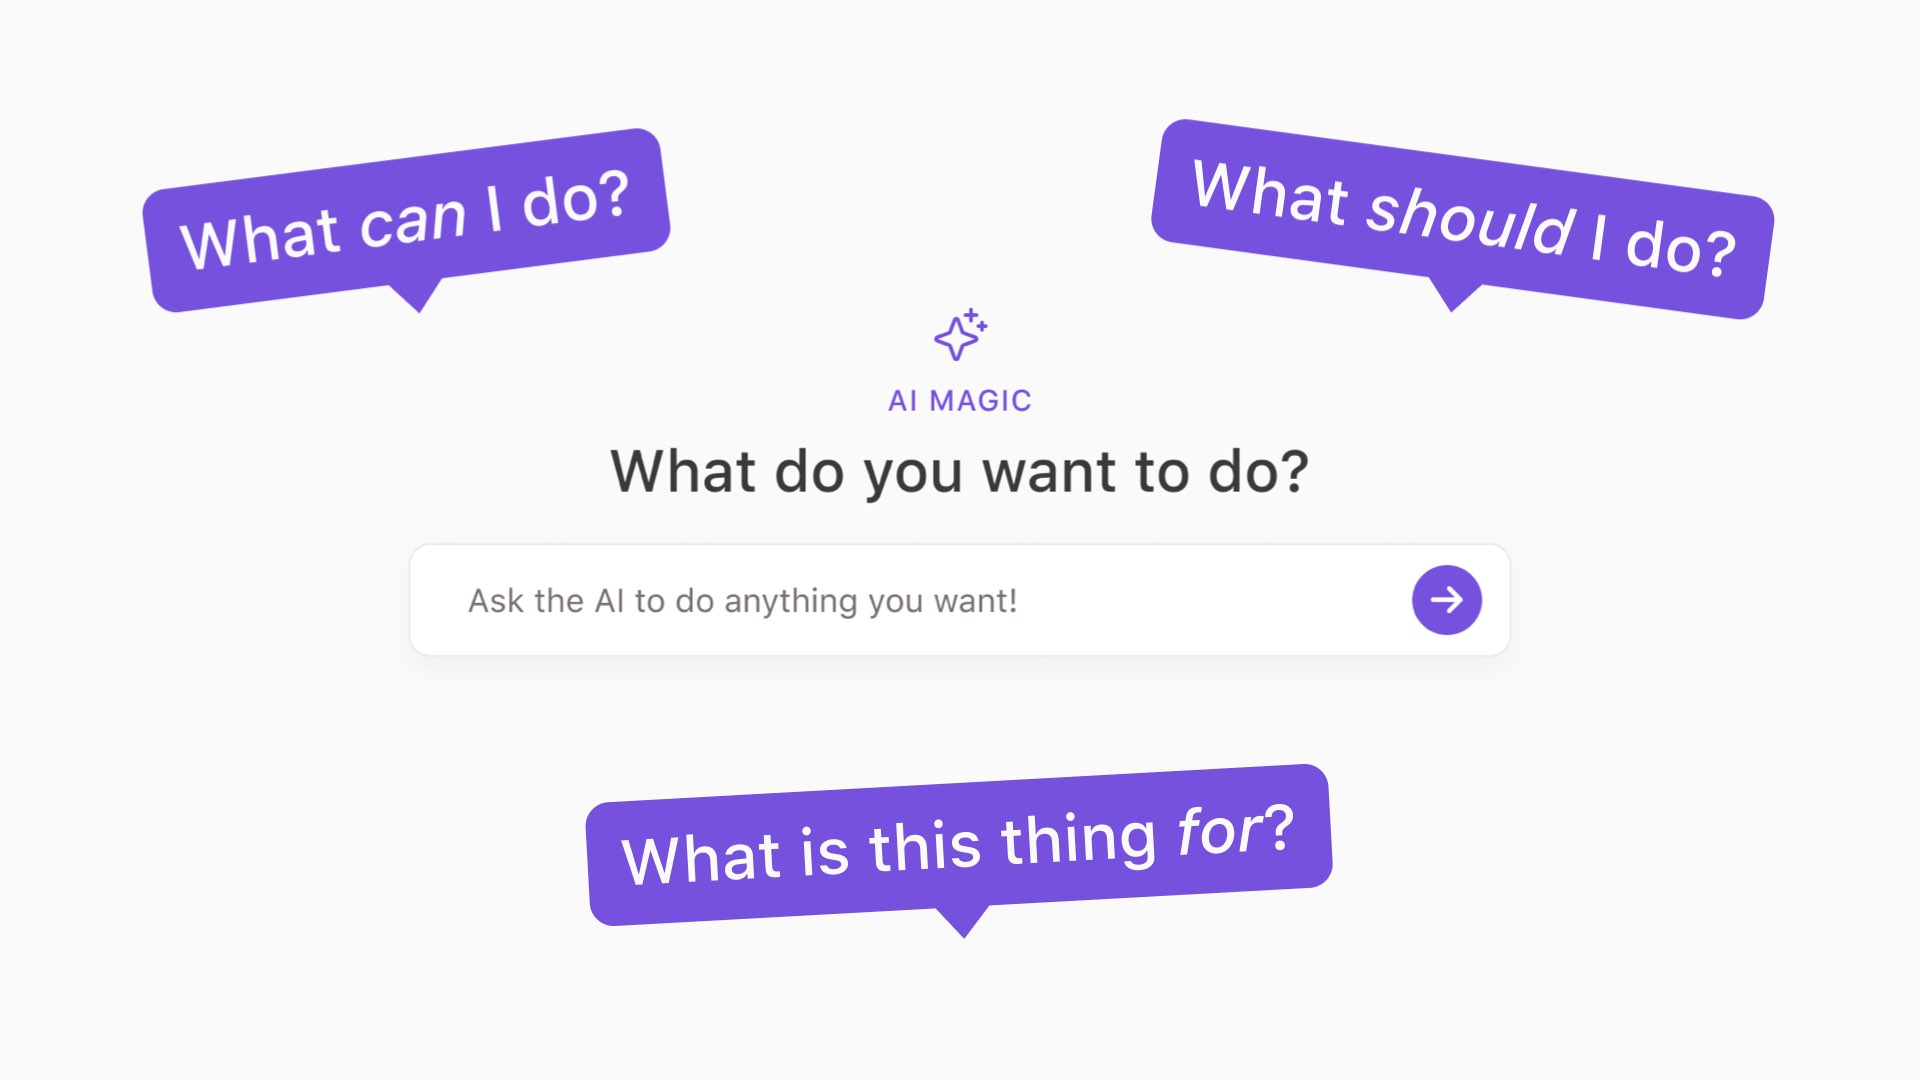 What can I do?
What should I do?
AI MAGIC
What do you want to do?
Ask the AI to do anything you want!
What is this thing for?